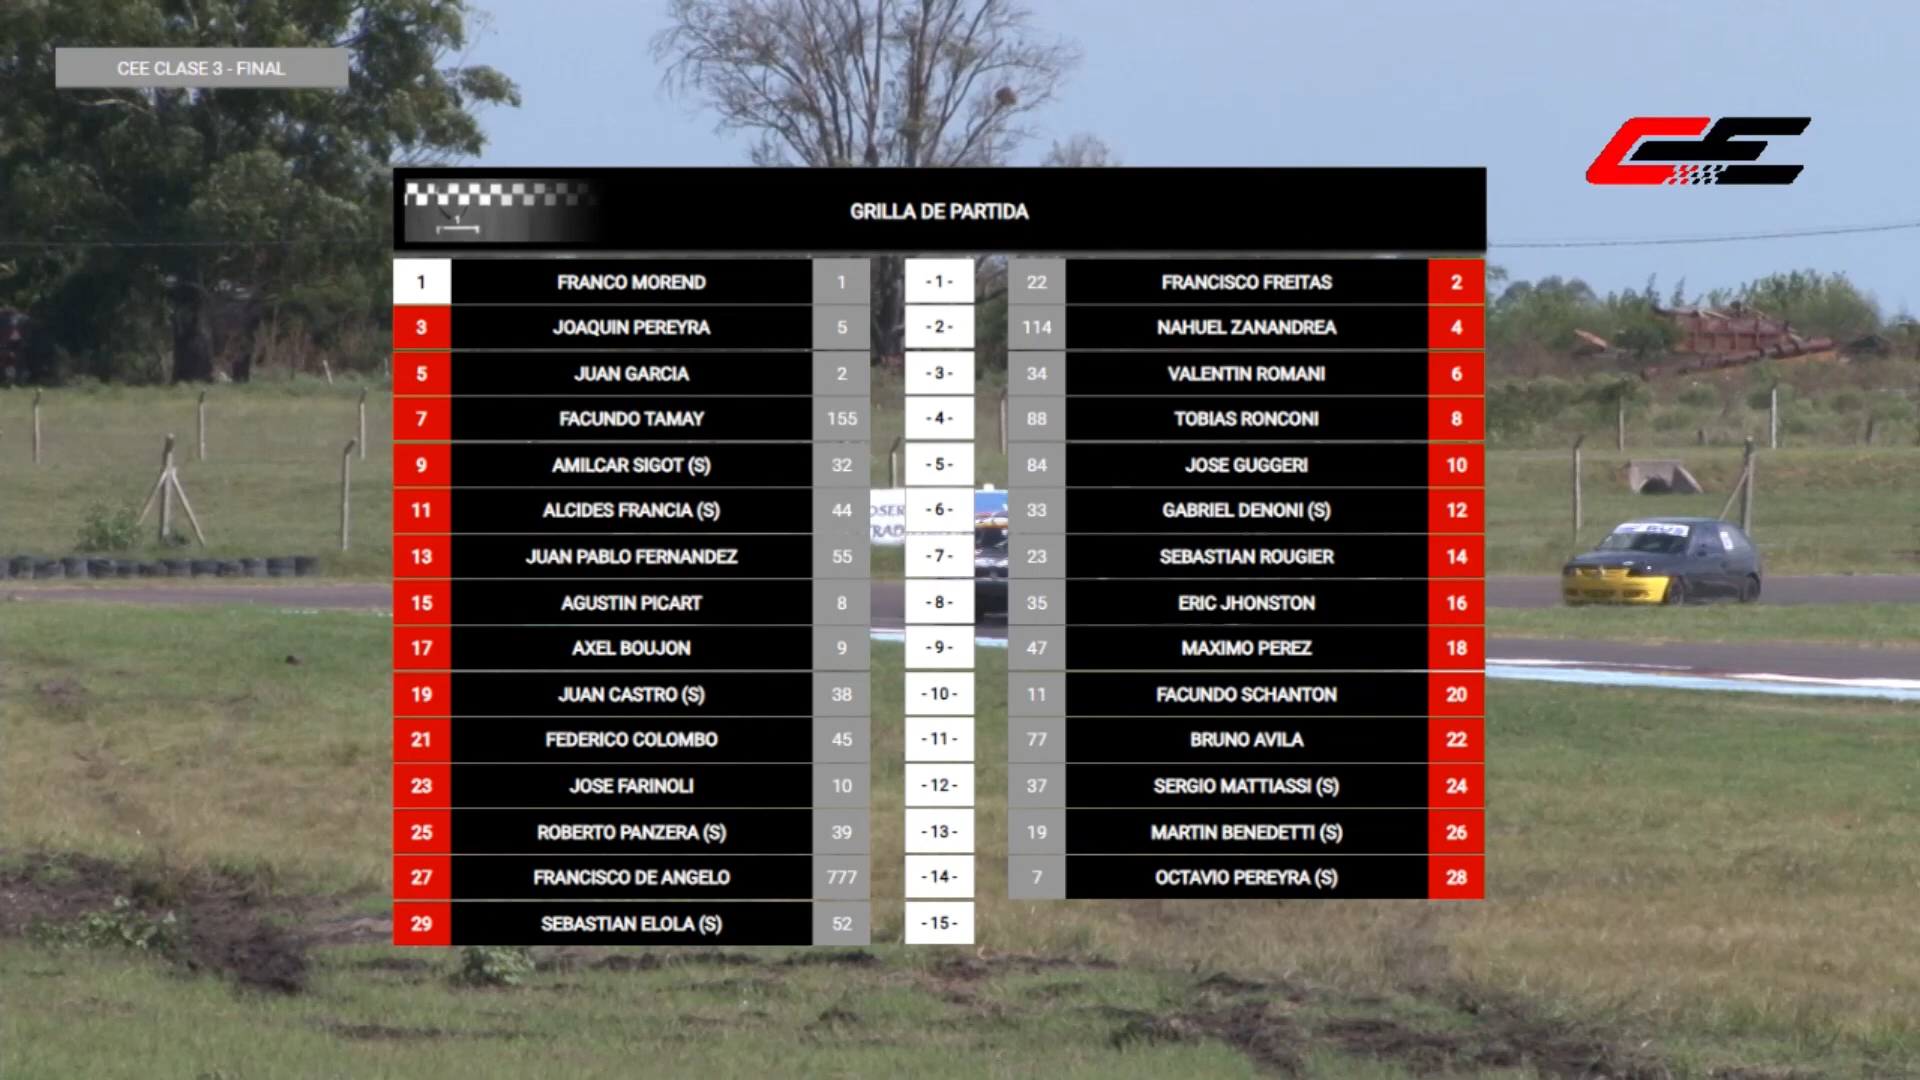 CEE CLASE 3 - FINAL
CE
GRILLA DE PARTIDA
1 FRANCO MOREND 1 -1- 22 FRANCISCO FREITAS 2
3 JOAQUIN PEREYRA 5 -2- 114 NAHUEL ZANANDREA 4
5 JUAN GARCIA 2 -3- 34 VALENTIN ROMANI 6
7 FACUNDO TAMAY 155 -4- 88 TOBIAS RONCONI 8
9 AMILCAR SIGOT (S) 32 -5- 84 JOSE GUGGERI 10
11 ALCIDES FRANCIA (S) 44 -6- 33 GABRIEL DENONI (S) 12
13 JUAN PABLO FERNANDEZ 55 -7- 23 SEBASTIAN ROUGIER 14
15 AGUSTIN PICART 8 -8- 35 ERIC JHONSTON 16
17 AXEL BOUJON 9 -9- 47 MAXIMO PEREZ 18
19 JUAN CASTRO (S) 38 -10- 11 FACUNDO SCHANTON 20
21 FEDERICO COLOMBO 45 -11- 77 BRUNO AVILA 22
23 JOSE FARINOLI 10 -12- 37 SERGIO MATTIASSI (S) 24
25 ROBERTO PANZERA (S) 39 -13- 19 MARTIN BENEDETTI (S) 26
27 FRANCISCO DE ANGELO 777 -14- 7 OCTAVIO PEREYRA (S) 28
29 SEBASTIAN ELOLA (S) 52 -15-